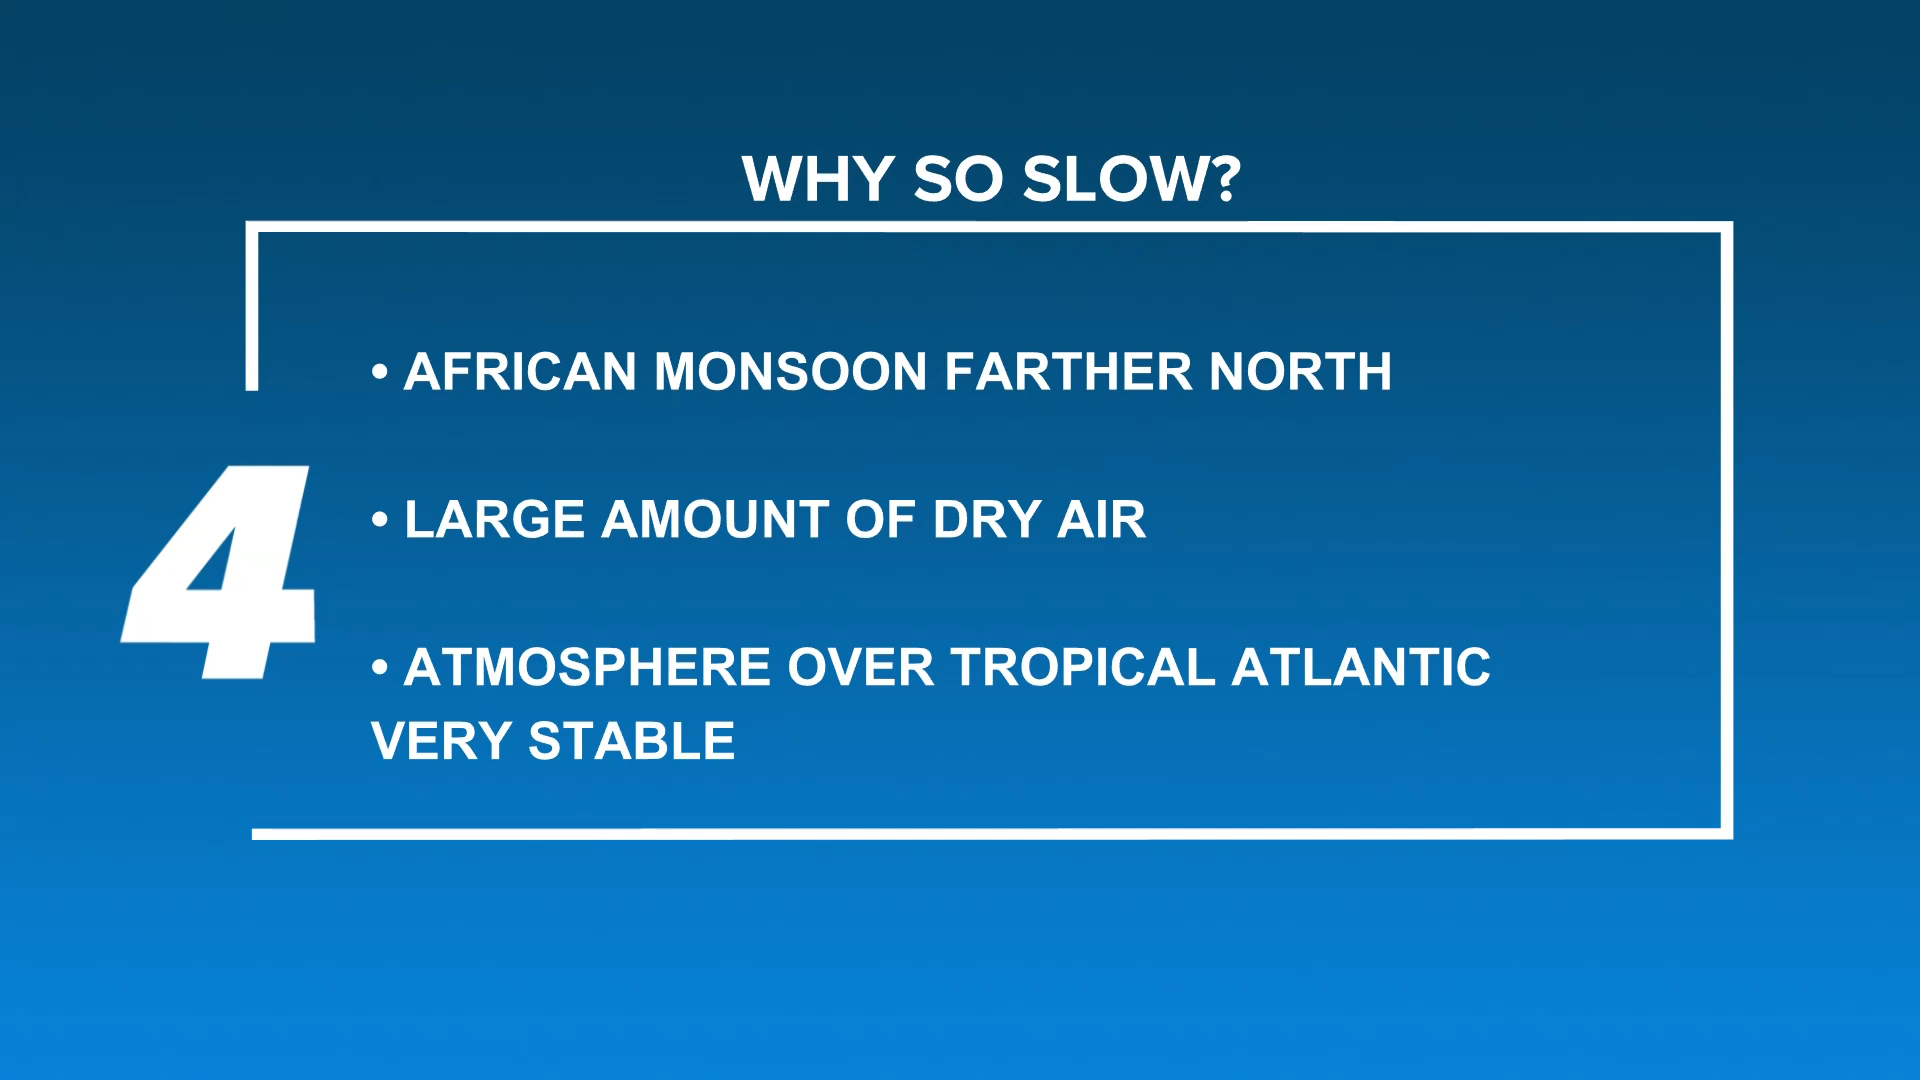 WHY SO SLOW?
• AFRICAN MONSOON FARTHER NORTH
4
• LARGE AMOUNT OF DRY AIR
• ATMOSPHERE OVER TROPICAL ATLANTIC
VERY STABLE